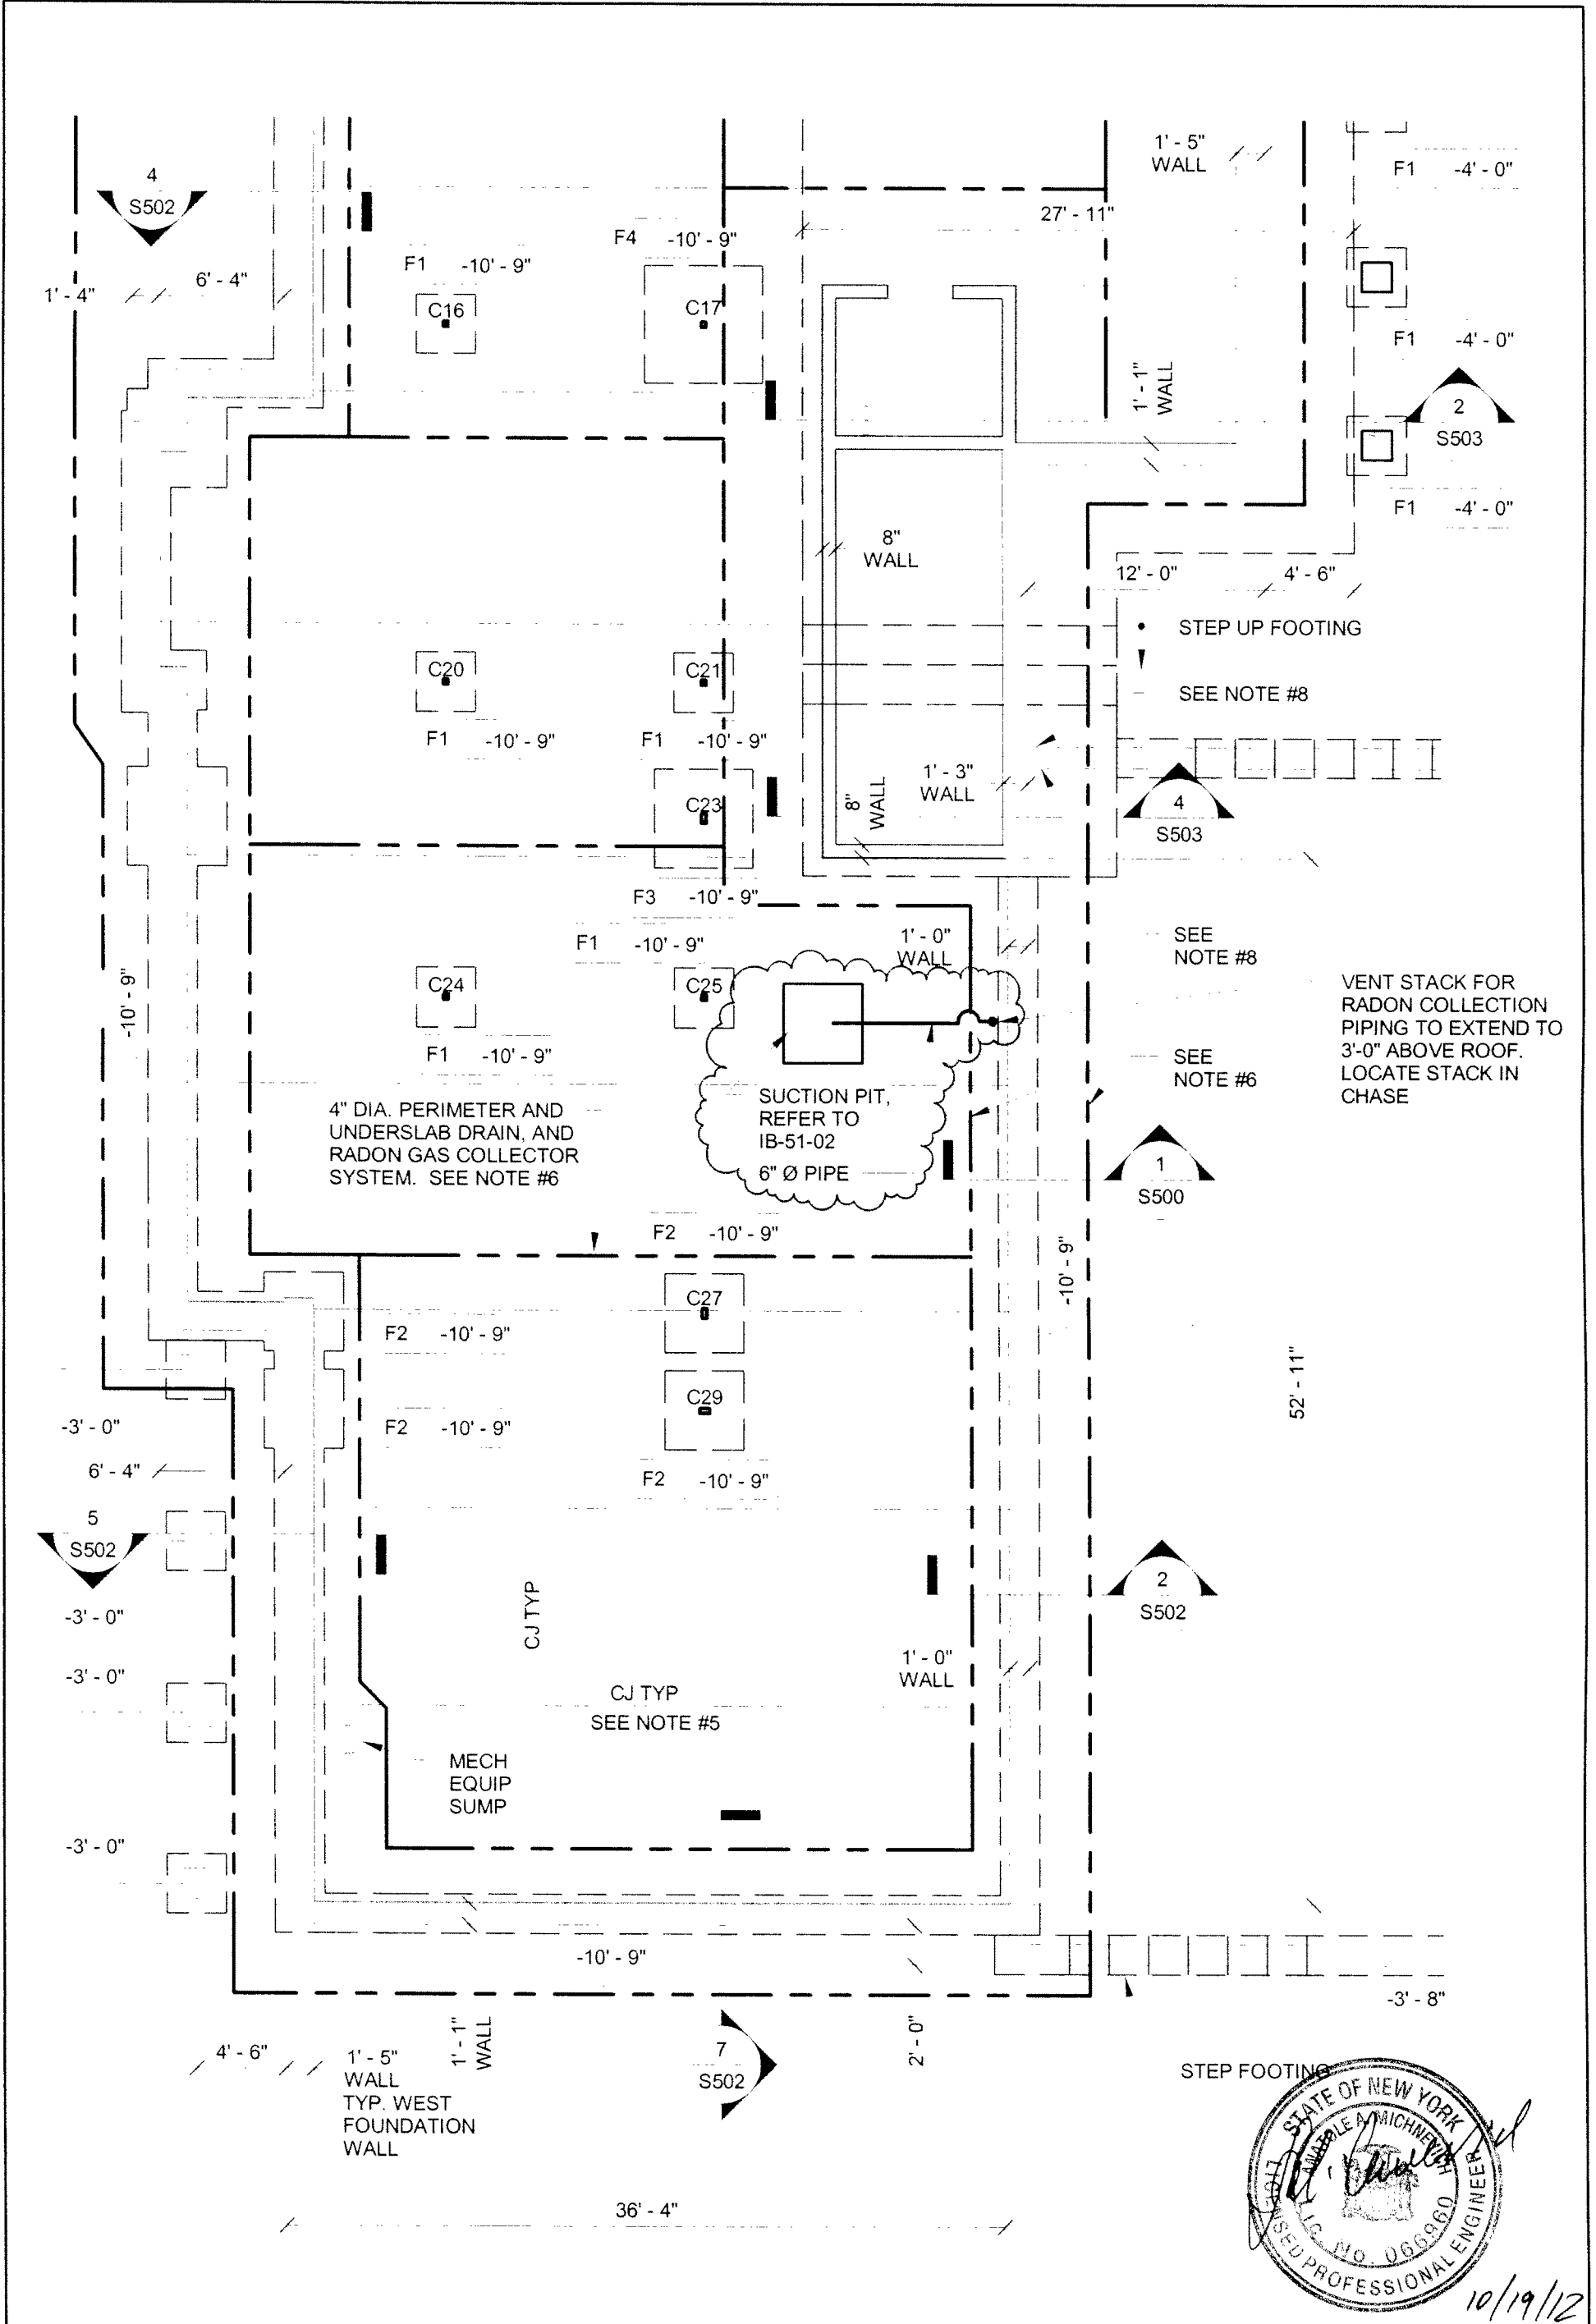 1' - 5"
WALL
F1 -4' - 0"
4
S502
27' - 11"
F4 -10' - 9"
F1 -10' - 9"
6' - 4"
1' - 4"
C16
C17
F1 -4' - 0"
1' - 1"
WALL
2
S503
F1 -4' - 0"
8"
WALL
12' - 0"
4' - 6"
STEP UP FOOTING
C20
C21
SEE NOTE #8
F1 -10' - 9"
F1 -10' - 9"
1' - 3"
WALL
8"
WALL
C23
4
S503
F3 -10' - 9"
F1 -10' - 9"
1' - 0"
WALL
SEE
NOTE #8
-10' - 9"
C24
C25
VENT STACK FOR
RADON COLLECTION
PIPING TO EXTEND TO
3'-0" ABOVE ROOF.
LOCATE STACK IN
CHASE
F1 -10' - 9"
SEE
NOTE #6
4" DIA. PERIMETER AND
UNDERSLAB DRAIN, AND
RADON GAS COLLECTOR
SYSTEM. SEE NOTE #6
SUCTION PIT,
REFER TO
IB-51-02
6" Ø PIPE
1
S500
F2 -10' - 9"
-10' - 9"
C27
F2 -10' - 9"
C29
52' - 11"
-3' - 0"
F2 -10' - 9"
6' - 4"
F2 -10' - 9"
5
S502
2
S502
-3' - 0"
CJ TYP
-3' - 0"
1' - 0"
WALL
CJ TYP
SEE NOTE #5
MECH
EQUIP
SUMP
-3' - 0"
-10' - 9"
-3' - 8"
4' - 6"
1' - 5"
WALL
TYP. WEST
FOUNDATION
WALL
1' - 1"
WALL
7
S502
2' - 0"
STEP FOOTING
STATE OF NEW YORK
ANATOLE A. MICHNEVICH
LIC. No. 066960
LICENSED PROFESSIONAL ENGINEER
36' - 4"
10/19/12